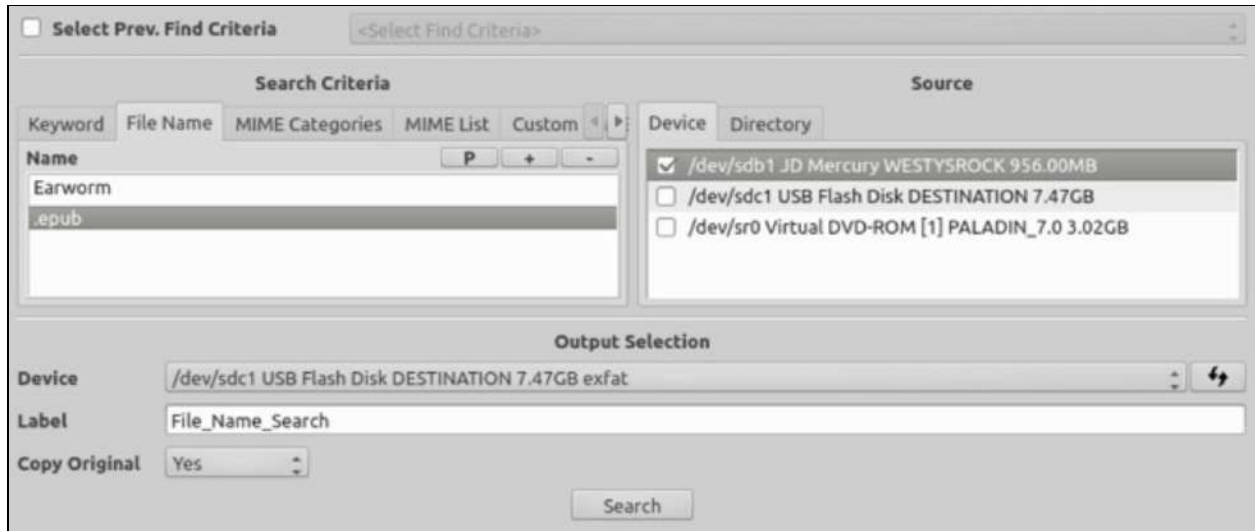 Select Prev. Find Criteria <Select Find Criteria>
Search Criteria
Keyword File Name MIME Categories MIME List Custom
Name P + -
Earworm
.epub
Source
Device Directory
/dev/sdb1 JD Mercury WESTYSROCK 956.00MB
/dev/sdc1 USB Flash Disk DESTINATION 7.47GB
/dev/sr0 Virtual DVD-ROM [1] PALADIN_7.0 3.02GB
Output Selection
Device /dev/sdc1 USB Flash Disk DESTINATION 7.47GB exfat
Label File_Name_Search
Copy Original Yes
Search